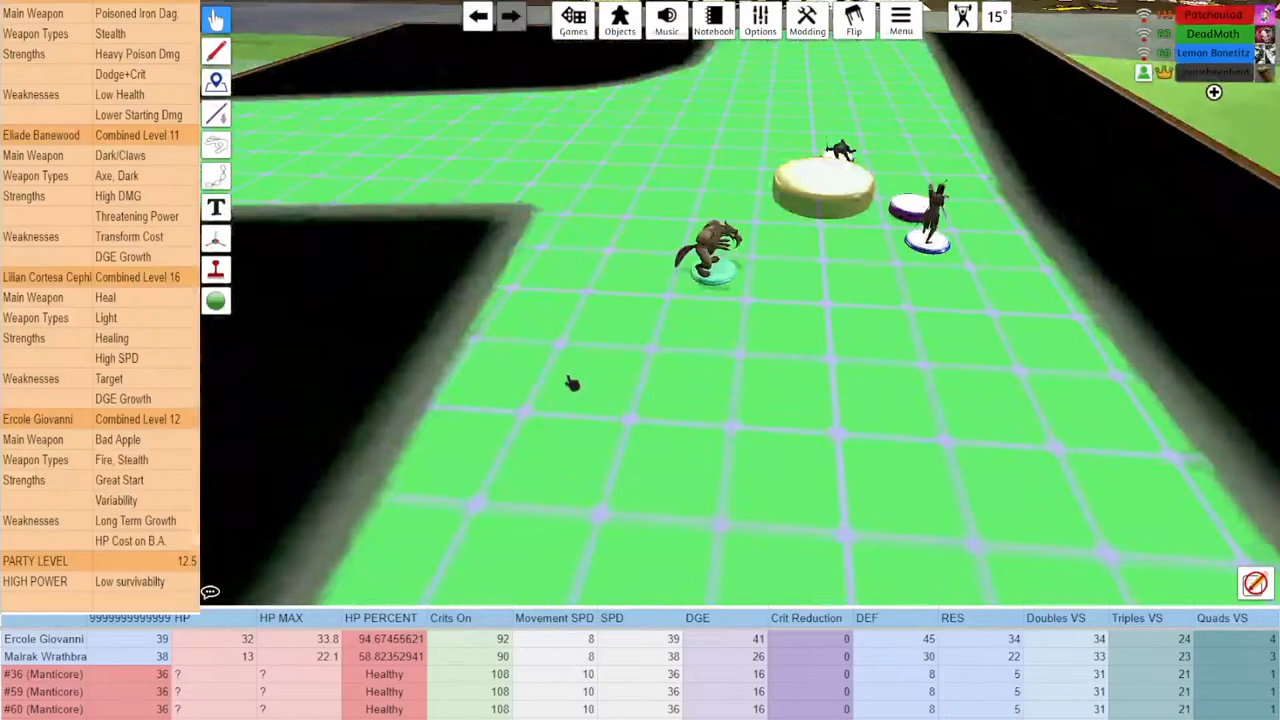 Main Weapon Poisoned Iron Dag.
Weapon Types Stealth
Strengths Heavy Poison Dmg
Dodge+Crit
Weaknesses Low Health
Lower Starting Dmg
Eliade Banewood Combined Level 11
Main Weapon Dark/Claws
Weapon Types Axe, Dark
Strengths High DMG
Threatening Power
Weaknesses Transform Cost
DGE Growth
Lilian Cortesa Cephi Combined Level 16
Main Weapon Heal
Weapon Types Light
Strengths Healing
High SPD
Weaknesses Target
DGE Growth
Ercole Giovanni Combined Level 12
Main Weapon Bad Apple
Weapon Types Fire, Stealth
Strengths Great Start
Variability
Weaknesses Long Term Growth
HP Cost on B.A.
PARTY LEVEL 12.5
HIGH POWER Low survivabilty
T
Games Objects Music Notebook Options Modding Flip Menu
15°
Patchouliad
DeadMoth
Lemon Bonetitz
9999999999999 HP HP MAX HP PERCENT Crits On Movement SPD SPD DGE Crit Reduction DEF RES Doubles VS Triples VS Quads VS
Ercole Giovanni 39 32 33.8 94.67455621 92 8 39 41 0 45 34 34 24 4
Malrak Wrathbra 38 13 22.1 58.82352941 90 8 38 26 0 30 22 33 23 3
#36 (Manticore) 36 ? ? Healthy 108 10 36 16 0 8 5 31 21 1
#59 (Manticore) 36 ? ? Healthy 108 10 36 16 0 8 5 31 21 1
#60 (Manticore) 36 ? ? Healthy 108 10 36 16 0 8 5 31 21 1